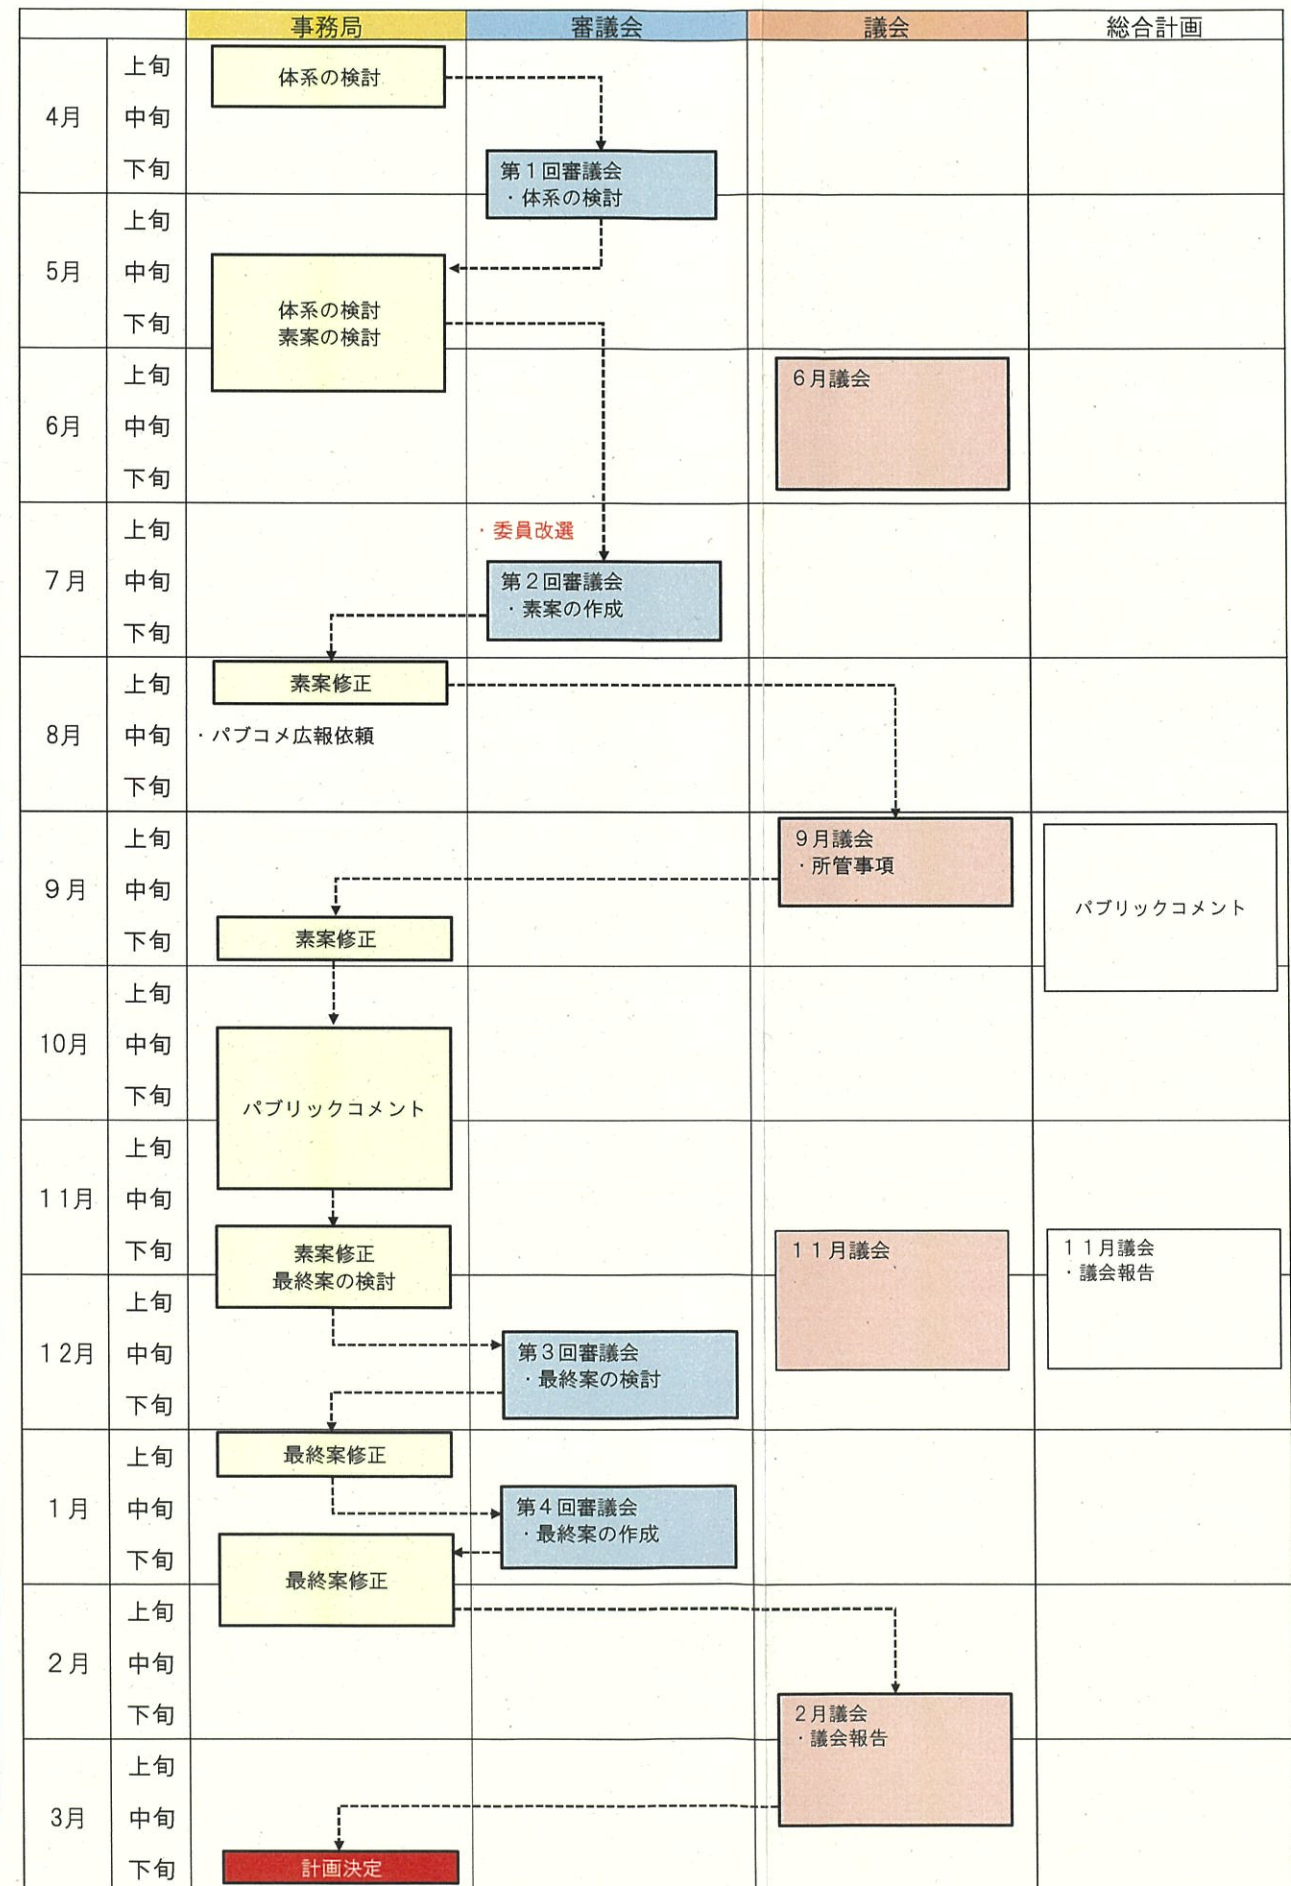 事務局 審議会 議会 総合計画
4月
上旬
体系の検討
中旬
下旬
第1回審議会
・体系の検討
5月
上旬
中旬
下旬
体系の検討
素案の検討
6月
上旬
6月議会
中旬
下旬
7月
上旬
・委員改選
中旬
第2回審議会
・素案の作成
下旬
8月
上旬
素案修正
中旬
・パブコメ広報依頼
下旬
9月
上旬
9月議会
・所管事項
中旬
パブリックコメント
下旬
素案修正
10月
上旬
中旬
下旬
パブリックコメント
11月
上旬
中旬
下旬
素案修正
最終案の検討
11月議会
11月議会
・議会報告
12月
上旬
中旬
第3回審議会
・最終案の検討
下旬
1月
上旬
最終案修正
中旬
第4回審議会
・最終案の作成
下旬
最終案修正
2月
上旬
中旬
下旬
2月議会
・議会報告
3月
上旬
中旬
下旬
計画決定